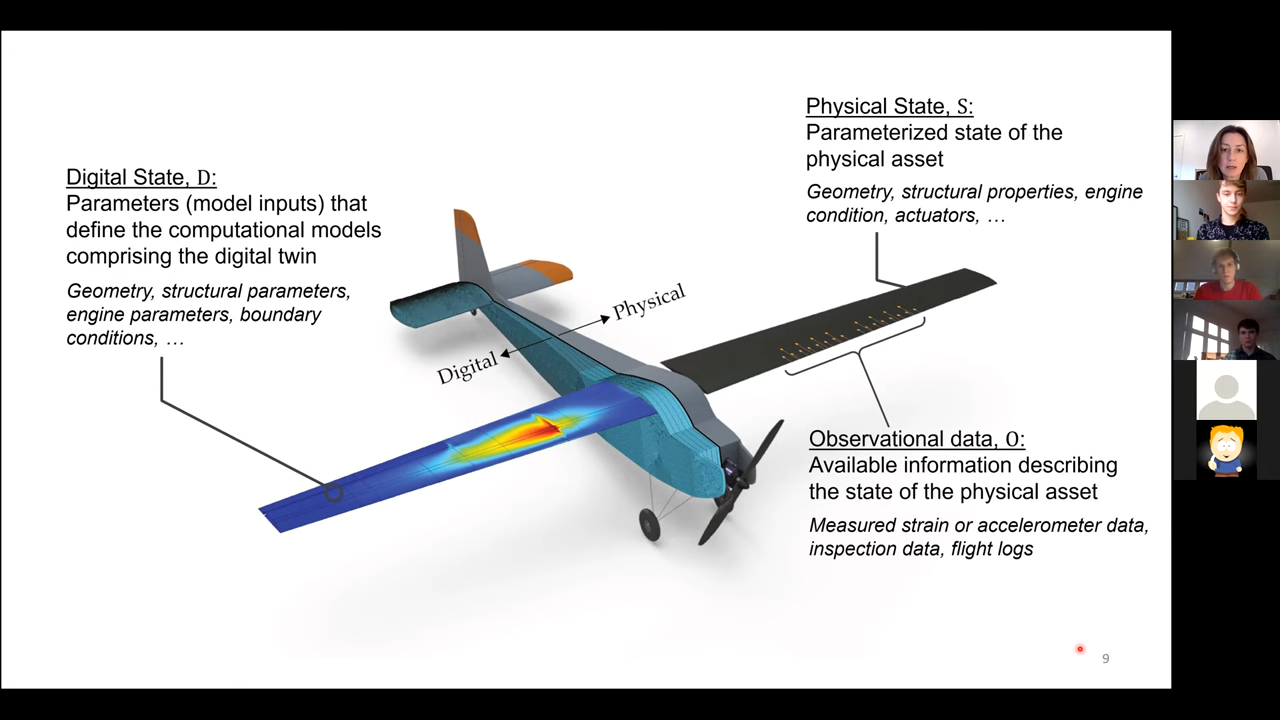 Physical State, S:
Parameterized state of the
physical asset
Geometry, structural properties, engine
condition, actuators, …
Digital State, D:
Parameters (model inputs) that
define the computational models
comprising the digital twin
Geometry, structural parameters,
engine parameters, boundary
conditions, …
Physical
Digital
Observational data, O:
Available information describing
the state of the physical asset
Measured strain or accelerometer data,
inspection data, flight logs
9